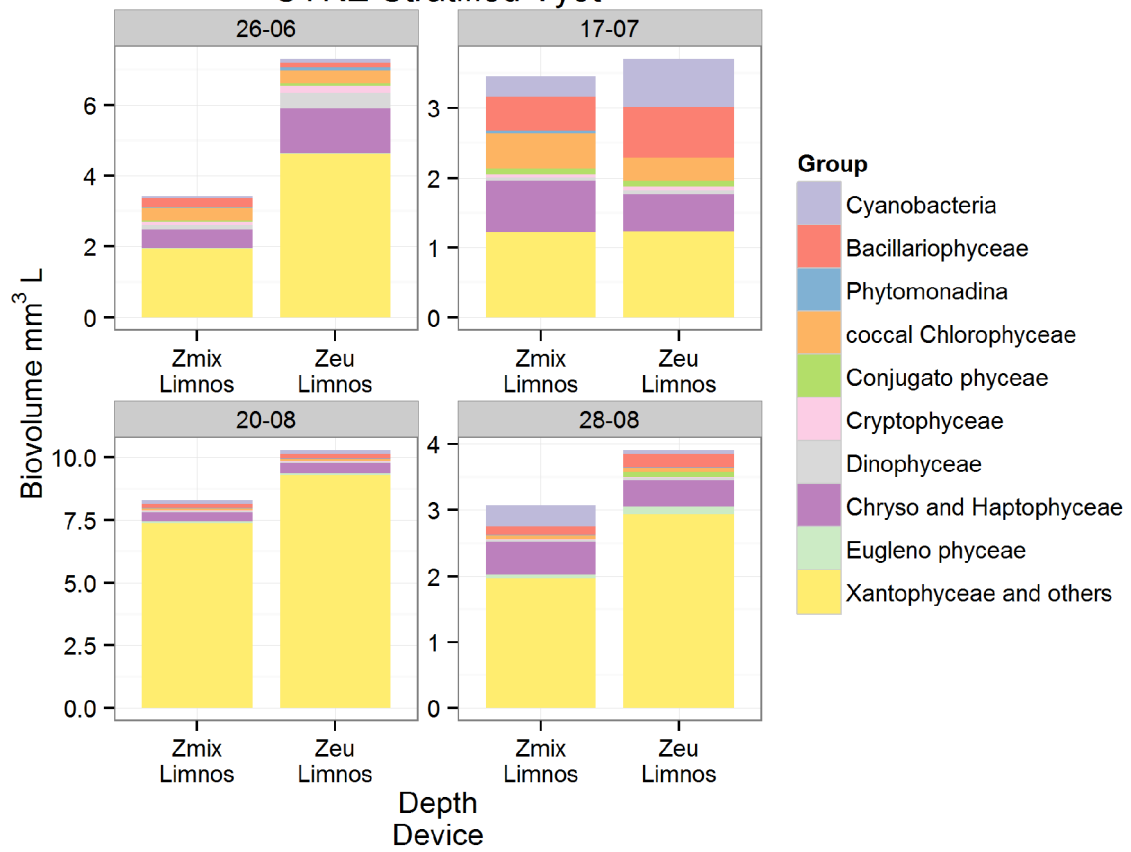 26-06
17-07
6
4
2
0
3
2
1
0
Zmix
Limnos
Zeu
Limnos
Zmix
Limnos
Zeu
Limnos
20-08
28-08
10.0
7.5
5.0
2.5
0.0
4
3
2
1
0
Zmix
Limnos
Zeu
Limnos
Zmix
Limnos
Zeu
Limnos
Biovolume mm³ L
Depth
Device
Group
Cyanobacteria
Bacillariophyceae
Phytomonadina
coccal Chlorophyceae
Conjugato phyceae
Cryptophyceae
Dinophyceae
Chryso and Haptophyceae
Eugleno phyceae
Xantophyceae and others